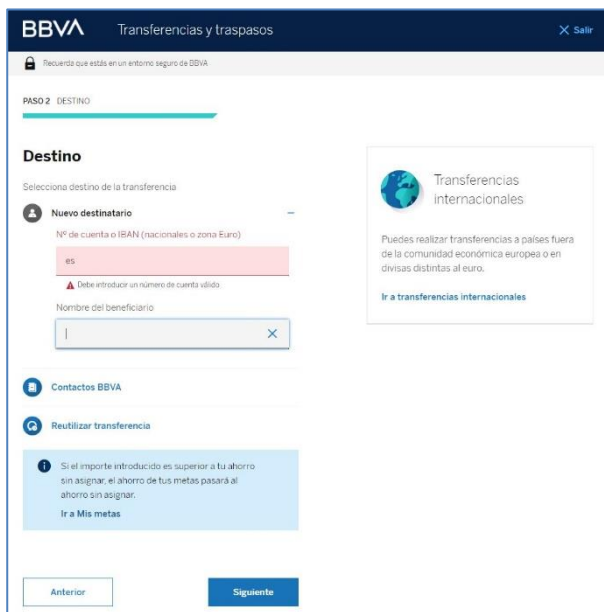 BBVA
Transferencias y traspasos
Salir
Recuerda que estás en un entorno seguro de BBVA
PASO 2 DESTINO
Destino
Selecciona destino de la transferencia
Nuevo destinatario
Nº de cuenta o IBAN (nacionales o zona Euro)
es
Debe introducir un número de cuenta válido
Nombre del beneficiario
Contactos BBVA
Reutilizar transferencia
Si el importe introducido es superior a tu ahorro
sin asignar, el ahorro de tus metas pasará al
ahorro sin asignar.
Ir a Mis metas
Anterior
Siguiente
Transferencias
internacionales
Puedes realizar transferencias a países fuera
de la comunidad económica europea o en
divisas distintas al euro.
Ir a transferencias internacionales